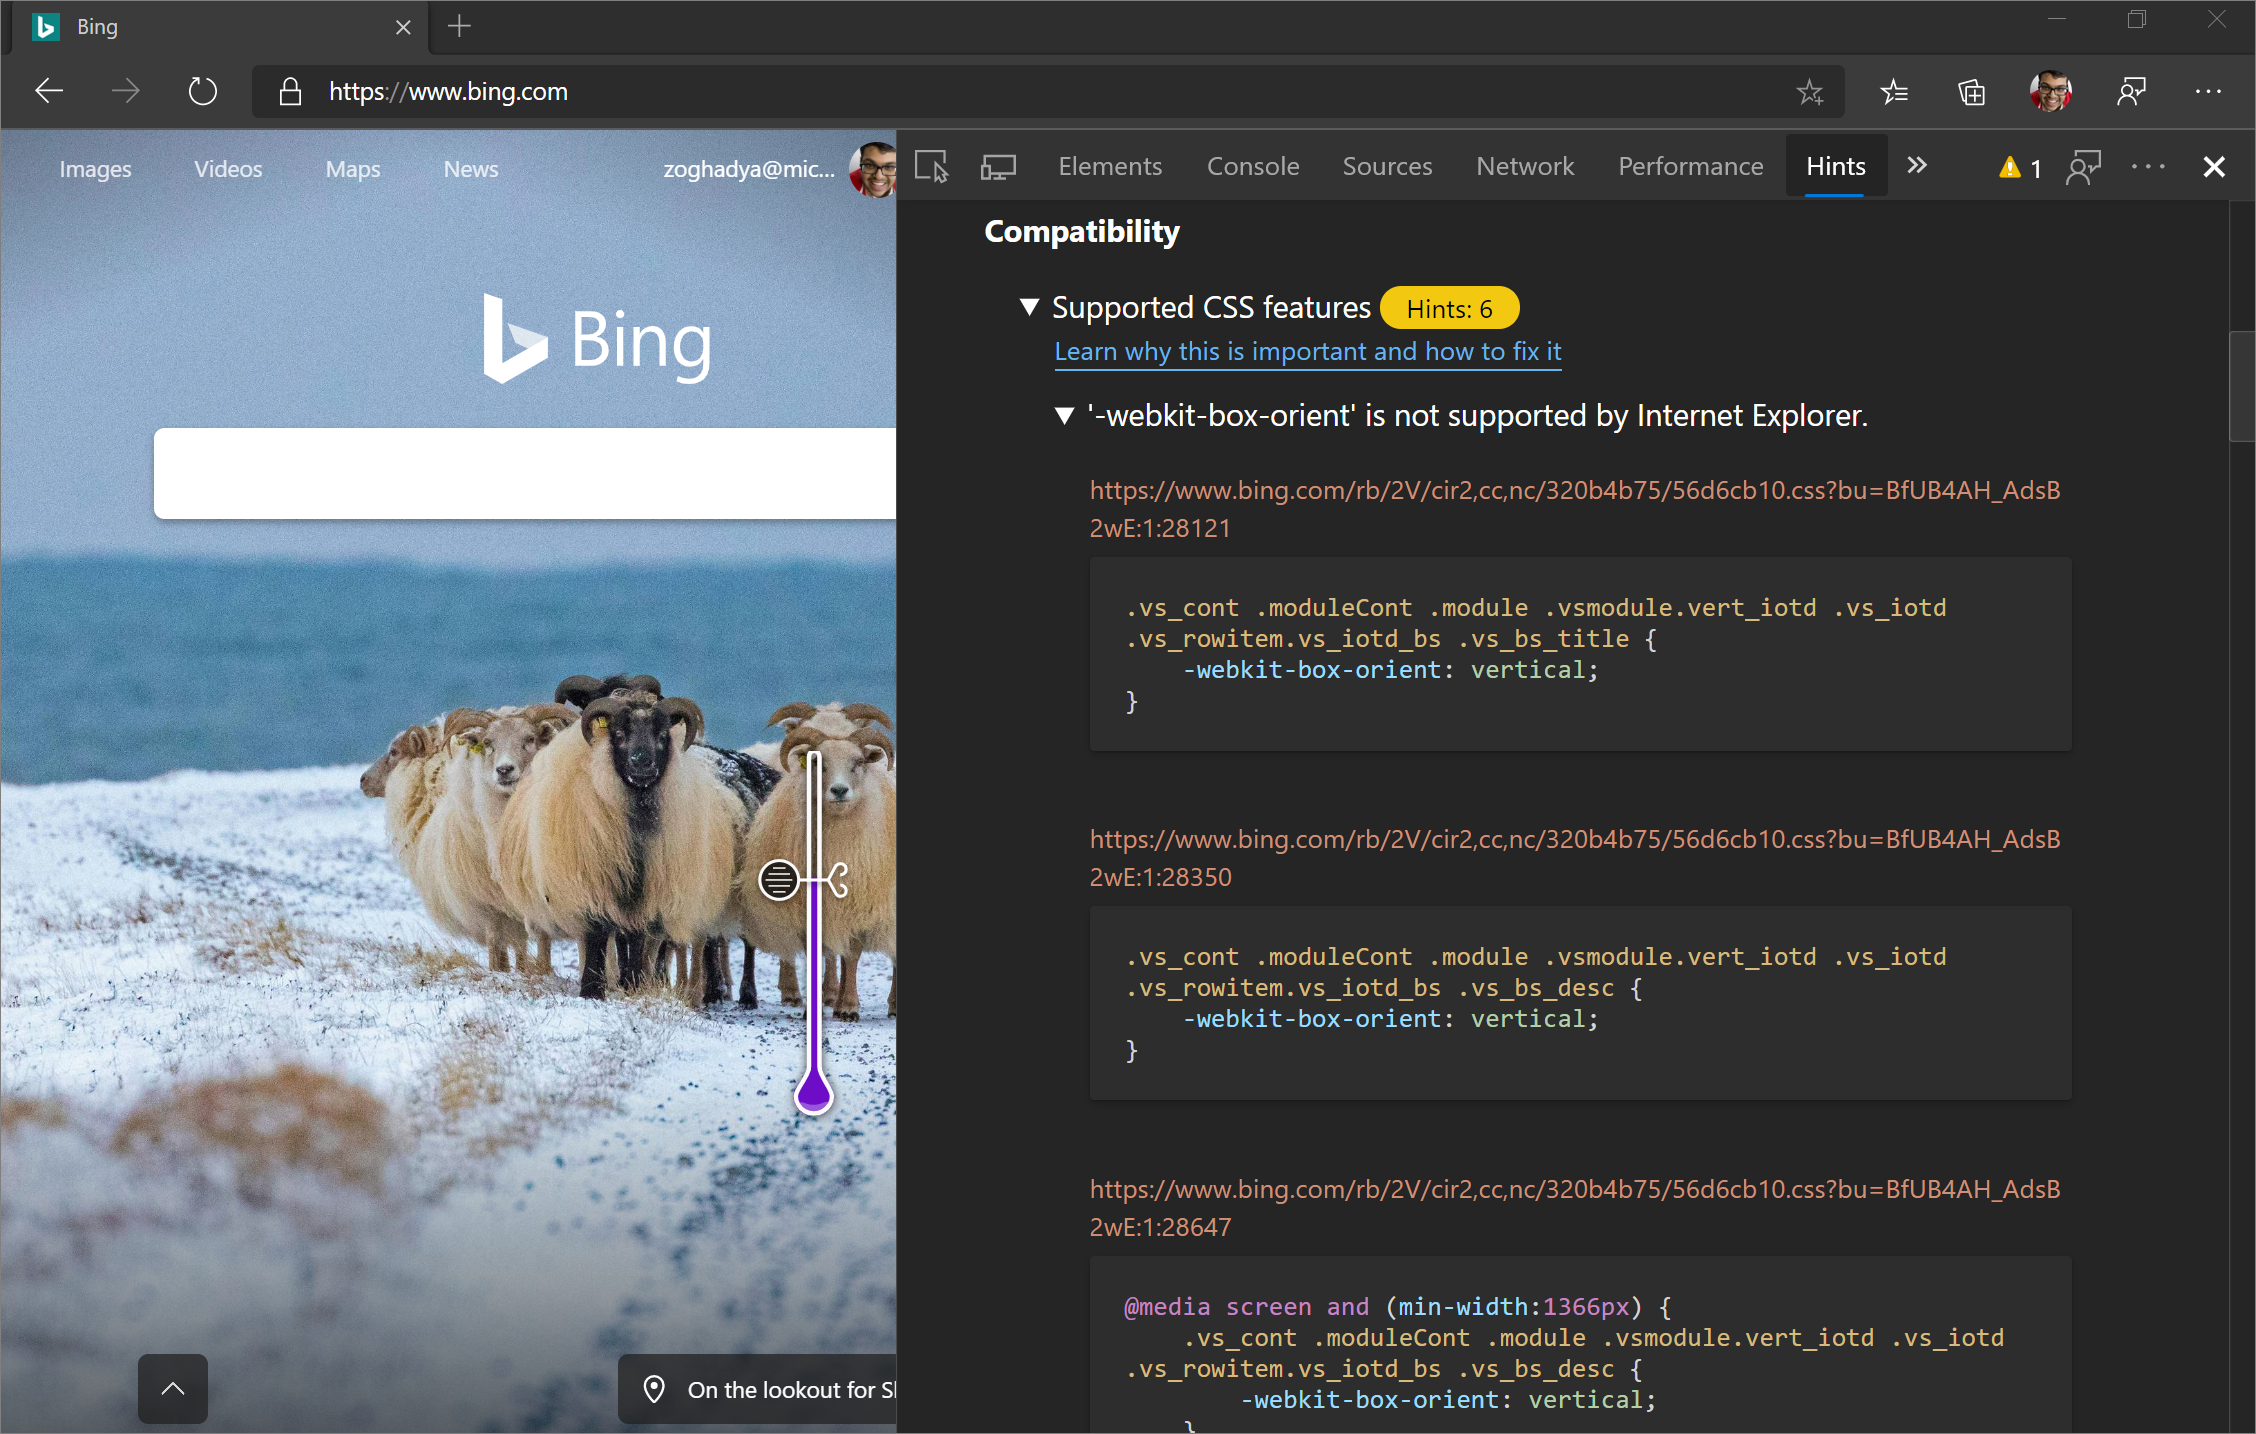 Bing
https://www.bing.com
Images Videos Maps News zoghadya@mic...
Bing
On the lookout for
Elements Console Sources Network Performance Hints 1
Compatibility
Supported CSS features Hints: 6
Learn why this is important and how to fix it
'-webkit-box-orient' is not supported by Internet Explorer.
https://www.bing.com/rb/2V/cir2,cc,nc/320b4b75/56d6cb10.css?bu=BfUB4AH_AdsB
2wE:1:28121
.vs_cont .moduleCont .module .vsmodule.vert_iotd .vs_iotd
.vs_rowitem.vs_iotd_bs .vs_bs_title {
-webkit-box-orient: vertical;
}
https://www.bing.com/rb/2V/cir2,cc,nc/320b4b75/56d6cb10.css?bu=BfUB4AH_AdsB
2wE:1:28350
.vs_cont .moduleCont .module .vsmodule.vert_iotd .vs_iotd
.vs_rowitem.vs_iotd_bs .vs_bs_desc {
-webkit-box-orient: vertical;
}
https://www.bing.com/rb/2V/cir2,cc,nc/320b4b75/56d6cb10.css?bu=BfUB4AH_AdsB
2wE:1:28647
@media screen and (min-width:1366px) {
.vs_cont .moduleCont .module .vsmodule.vert_iotd .vs_iotd
.vs_rowitem.vs_iotd_bs .vs_bs_desc {
-webkit-box-orient: vertical;
}